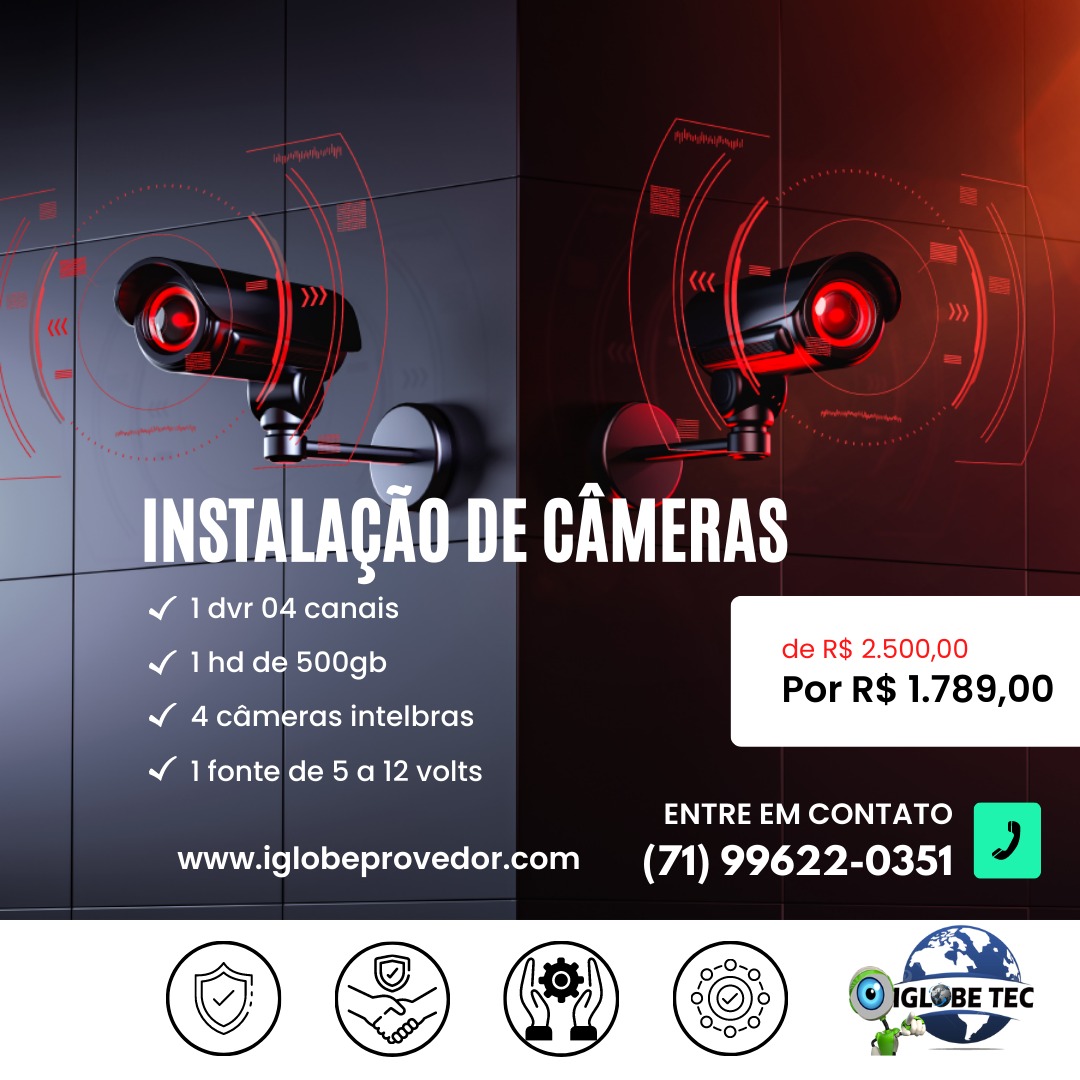 INSTALAÇÃO DE CÂMERAS
1 dvr 04 canais
1 hd de 500gb
4 câmeras intelbras
1 fonte de 5 a 12 volts
de R$ 2.500,00
Por R$ 1.789,00
ENTRE EM CONTATO
(71) 99622-0351
www.iglobeprovedor.com
IGLOBE TEC